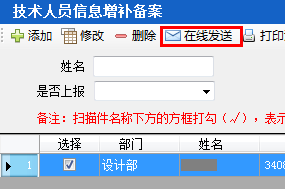 技术人员信息增补备案
添加 修改 删除 在线发送 打印
姓名
是否上报
备注：扫描件名称下方的方框打勾（√），表示
选择 部门 姓名
1 设计部 3408